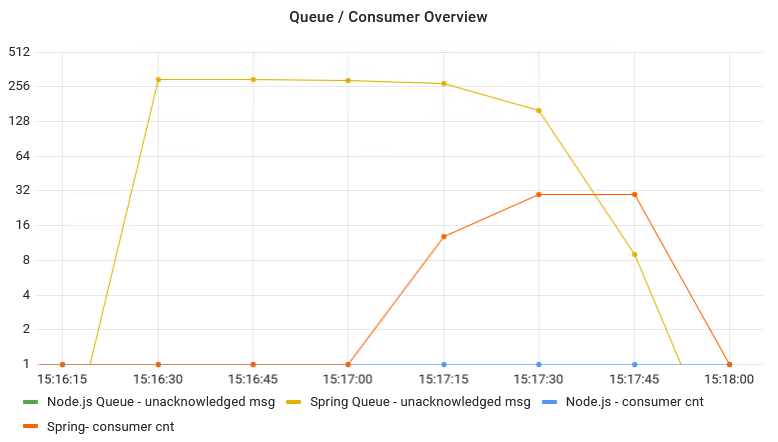 Queue / Consumer Overview
512
256
128
64
32
16
8
4
2
1
15:16:15 15:16:30 15:16:45 15:17:00 15:17:15 15:17:30 15:17:45 15:18:00
Node.js Queue - unacknowledged msg Spring Queue - unacknowledged msg Node.js - consumer cnt
Spring- consumer cnt